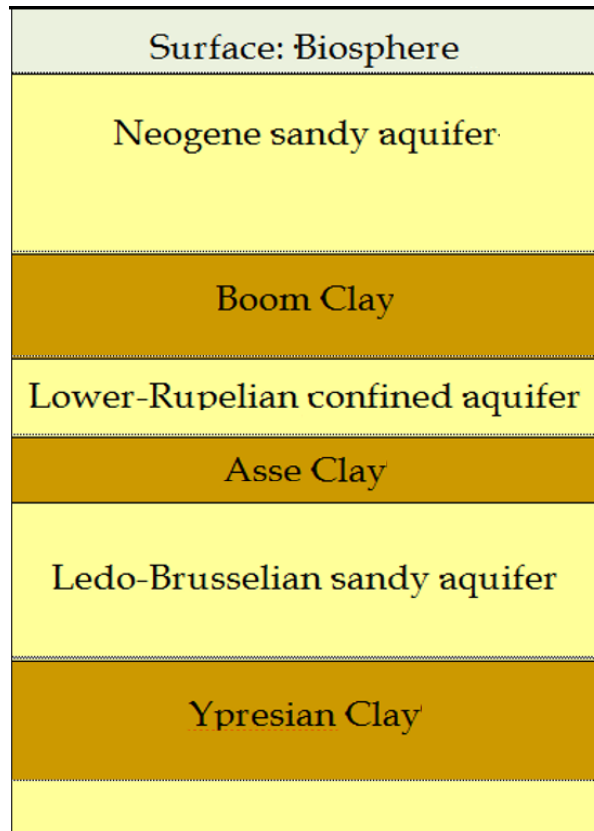 Surface: Biosphere
Neogene sandy aquifer
Boom Clay
Lower-Rupelian confined aquifer
Asse Clay
Ledo-Brusselian sandy aquifer
Ypresian Clay